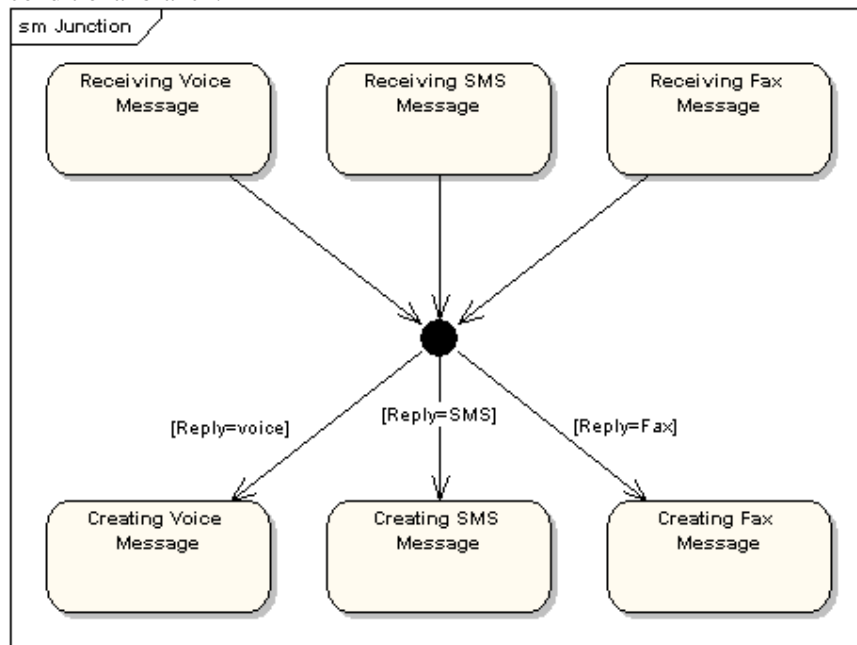 sm Junction
Receiving Voice
Message
Receiving SMS
Message
Receiving Fax
Message
[Reply=voice]
[Reply=SMS]
[Reply=Fax]
Creating Voice
Message
Creating SMS
Message
Creating Fax
Message